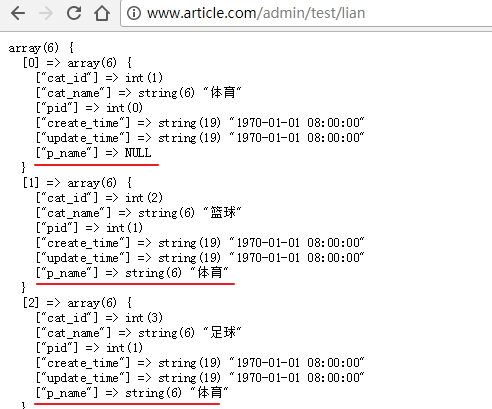 www.article.com/admin/test/lian
array(6) {
[0] => array(6) {
["cat_id"] => int(1)
["cat_name"] => string(6) "体育"
["pid"] => int(0)
["create_time"] => string(19) "1970-01-01 08:00:00"
["update_time"] => string(19) "1970-01-01 08:00:00"
["p_name"] => NULL
}
[1] => array(6) {
["cat_id"] => int(2)
["cat_name"] => string(6) "篮球"
["pid"] => int(1)
["create_time"] => string(19) "1970-01-01 08:00:00"
["update_time"] => string(19) "1970-01-01 08:00:00"
["p_name"] => string(6) "体育"
}
[2] => array(6) {
["cat_id"] => int(3)
["cat_name"] => string(6) "足球"
["pid"] => int(1)
["create_time"] => string(19) "1970-01-01 08:00:00"
["update_time"] => string(19) "1970-01-01 08:00:00"
["p_name"] => string(6) "体育"